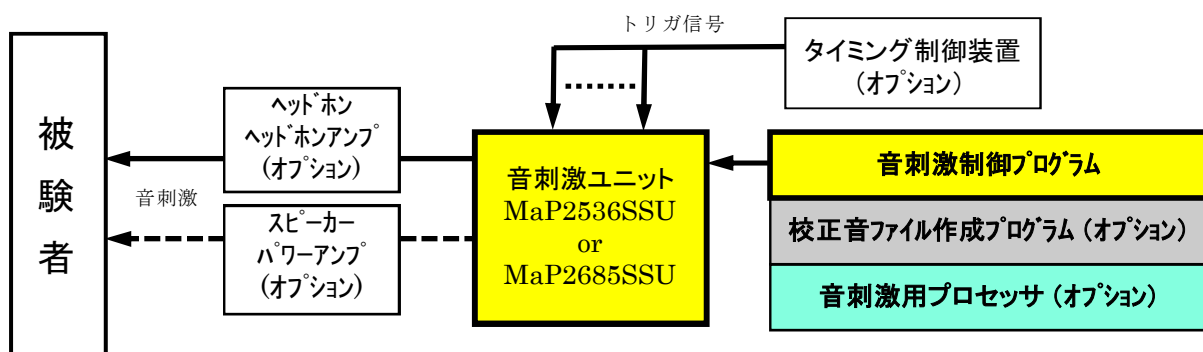 トリガ信号
タイミング制御装置
(オプション)
被
験
者
ヘッドホン
ヘッドホンアンプ
(オプション)
音刺激
スピーカー
パワーアンプ
(オプション)
音刺激ユニット
MaP2536SSU
or
MaP2685SSU
音刺激制御プログラム
校正音ファイル作成プログラム (オプション)
音刺激用プロセッサ (オプション)